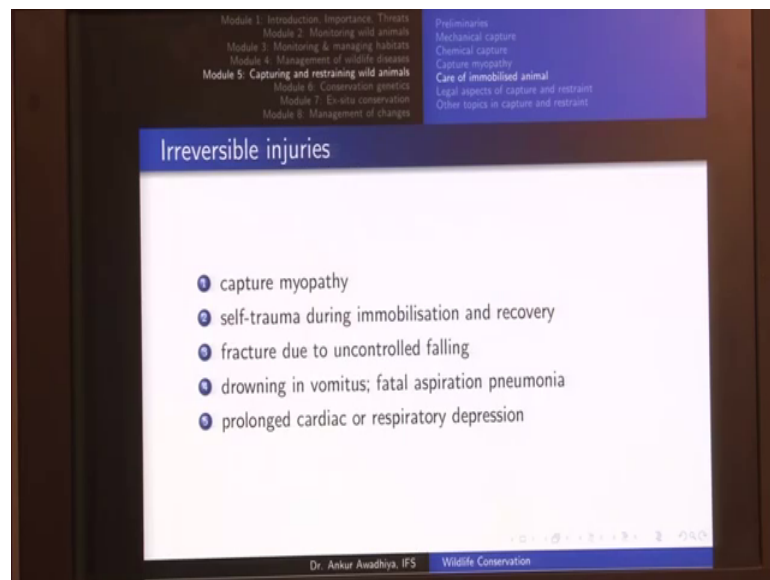 Module 1: Introduction, Importance, Threats
Module 2: Monitoring wild animals
Module 3: Monitoring & managing habitats
Module 4: Management of wildlife diseases
Module 5: Capturing and restraining wild animals
Module 6: Conservation genetics
Module 7: Ex-situ conservation
Module 8: Management of changes
Preliminaries
Mechanical capture
Chemical capture
Capture myopathy
Care of immobilised animal
Legal aspects of capture and restraint
Other topics in capture and restraint
Irreversible injuries
1 capture myopathy
2 self-trauma during immobilisation and recovery
3 fracture due to uncontrolled falling
4 drowning in vomitus; fatal aspiration pneumonia
5 prolonged cardiac or respiratory depression
Dr. Ankur Awadhiya, IFS
Wildlife Conservation